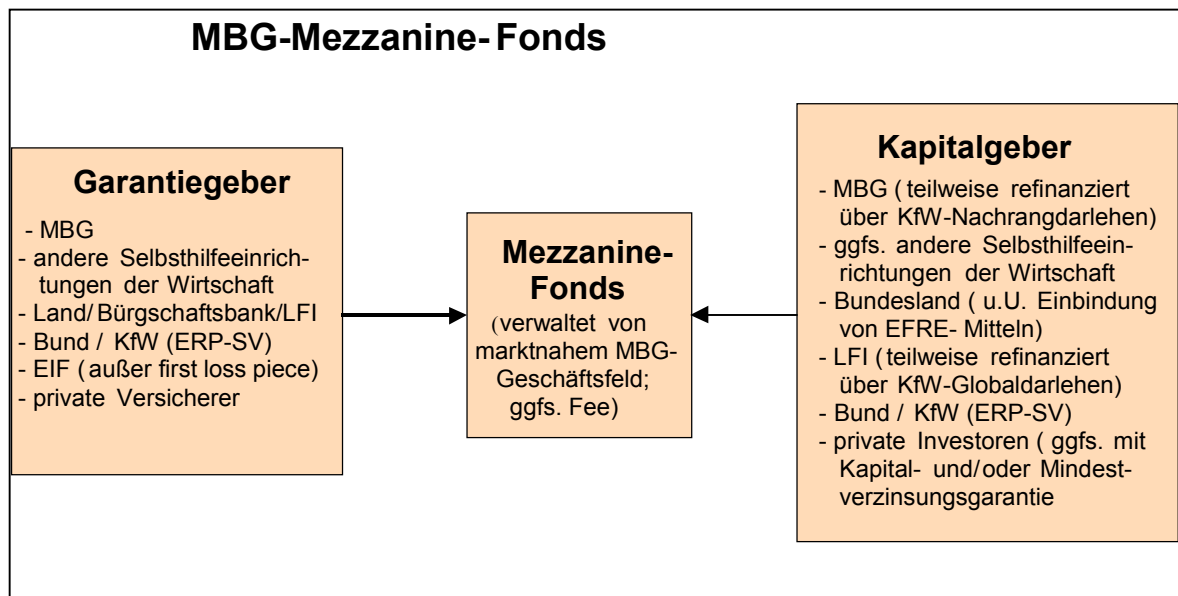 MBG-Mezzanine-Fonds
Garantiegeber
- MBG
- andere Selbsthilfeeinrich-
tungen der Wirtschaft
- Land/Bürgschaftsbank/LFI
- Bund / KfW (ERP-SV)
- EIF (außer first loss piece)
- private Versicherer
Mezzanine-
Fonds
(verwaltet von
marktnahem MBG-
Geschäftsfeld;
ggfs. Fee)
Kapitalgeber
- MBG (teilweise refinanziert
über KfW-Nachrangdarlehen)
- ggfs. andere Selbsthilfeein-
richtungen der Wirtschaft
- Bundesland ( u.U. Einbindung
von EFRE- Mitteln)
- LFI (teilweise refinanziert
über KfW-Globaldarlehen)
- Bund / KfW (ERP-SV)
- private Investoren ( ggfs. mit
Kapital- und/oder Mindest-
verzinsungsgarantie